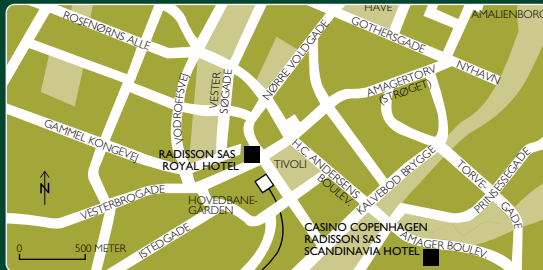 HAVE
AMALIENBORG
ROSENØRNS ALLE
GOTHERSGADE
NØRRE VOLDGADE
NYHAVN
VESTER
SØGADE
AMAGERTORV
(STRØGET)
VODROFFSVEJ
GAMMEL KONGEVEJ
RADISSON SAS
ROYAL HOTEL
TIVOLI
H.C. ANDERSENS
BOULEV.
KALVEBOD BRYGGE
TORVE-
GADE
PRINSESSEGADE
N
VESTERBROGADE
HOVEDBANE-
GÅRDEN
ISTEDGADE
CASINO COPENHAGEN
RADISSON SAS
SCANDINAVIA HOTEL
AMAGER BOULEV.
0 500 METER